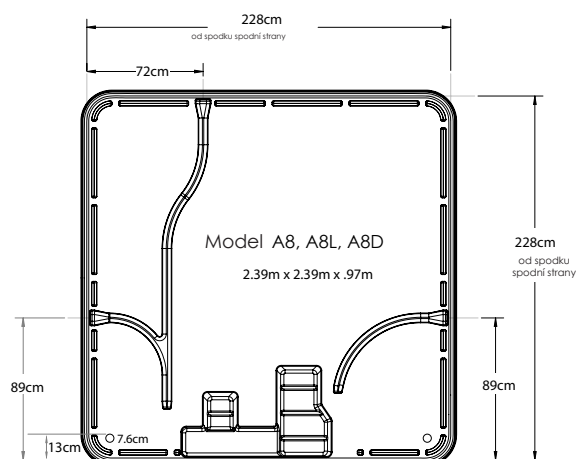 228cm
od spodku spodní strany
72cm
Model A8, A8L, A8D
2.39m x 2.39m x .97m
228cm
od spodku
spodní strany
89cm
89cm
13cm
7.6cm